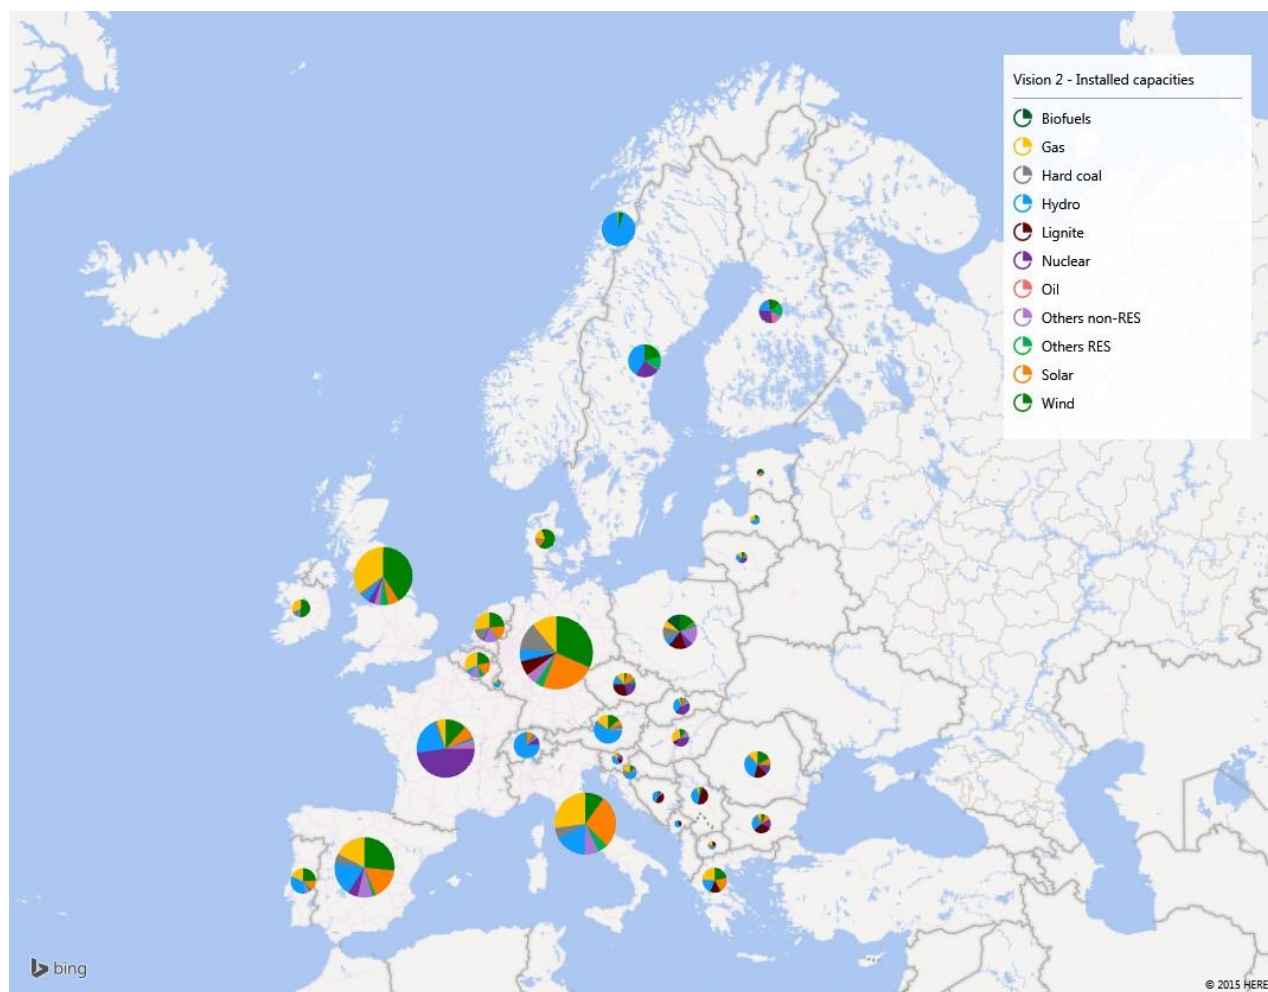 Vision 2 - Installed capacities
Biofuels
Gas
Hard coal
Hydro
Lignite
Nuclear
Oil
Others non-RES
Others RES
Solar
Wind
bing
© 2015 HERE